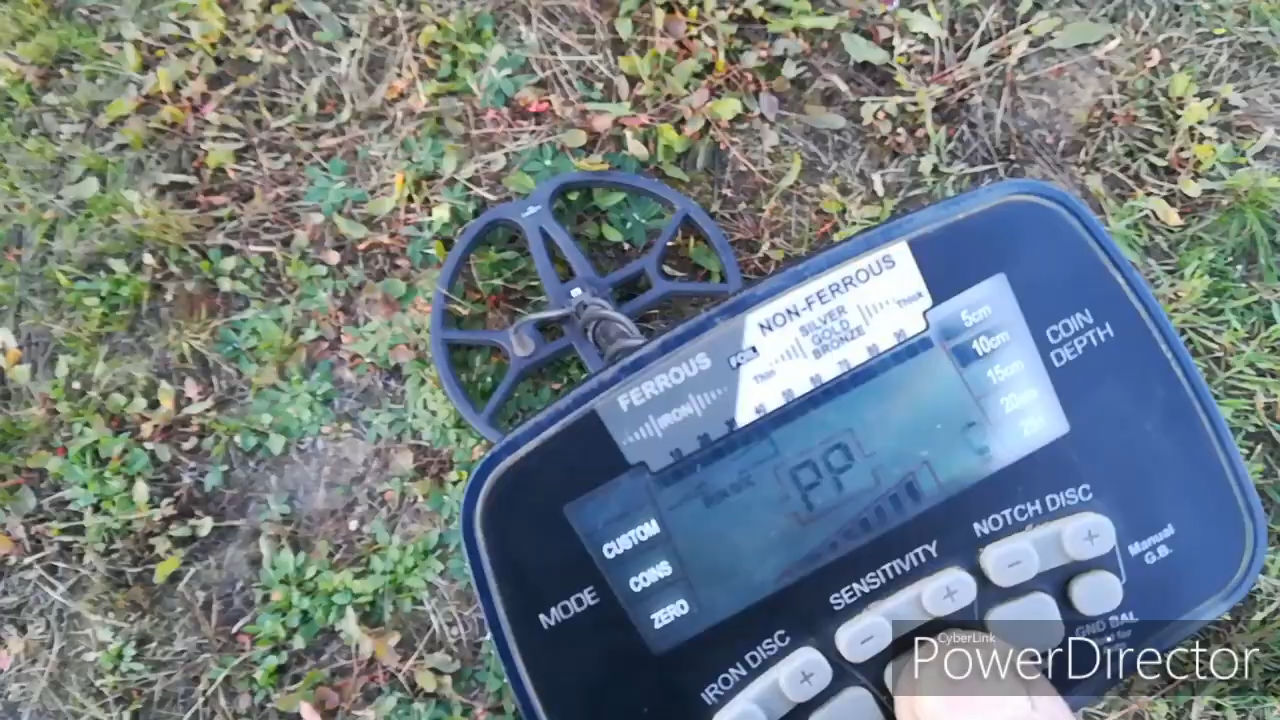 NON-FERROUS
SILVER
GOLD
BRONZE
Thin
Thick
FERROUS
IRON
FOIL
5cm
10cm
15cm
COIN
DEPTH
PP
CUSTOM
COINS
ZERO
MODE
NOTCH DISC
- +
Manual
G.B.
SENSITIVITY
- +
GND BAL
IRON DISC
+
CyberLink
PowerDirector